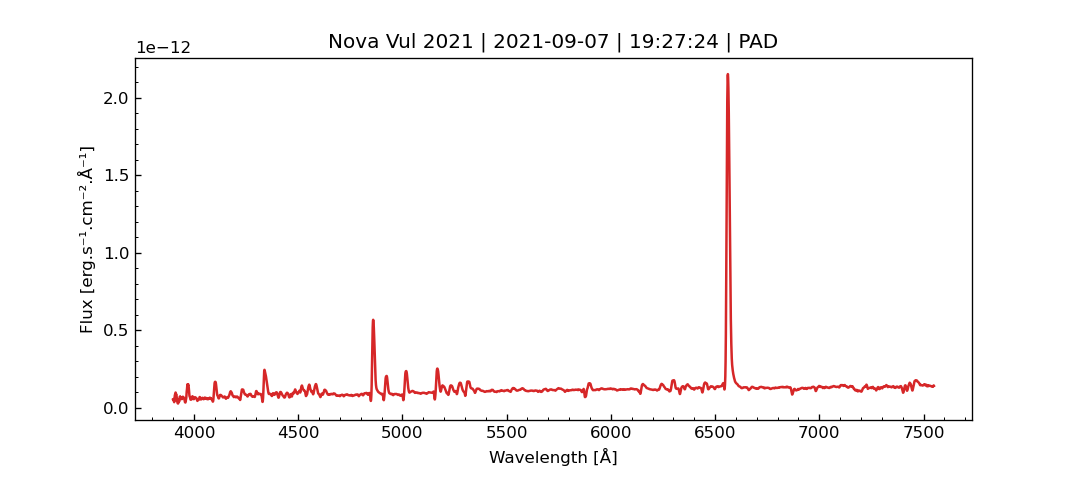 Nova Vul 2021 | 2021-09-07 | 19:27:24 | PAD
1e−12
2.0
1.5
1.0
0.5
0.0
Flux [erg.s⁻¹.cm⁻².Å⁻¹]
4000 4500 5000 5500 6000 6500 7000 7500
Wavelength [Å]